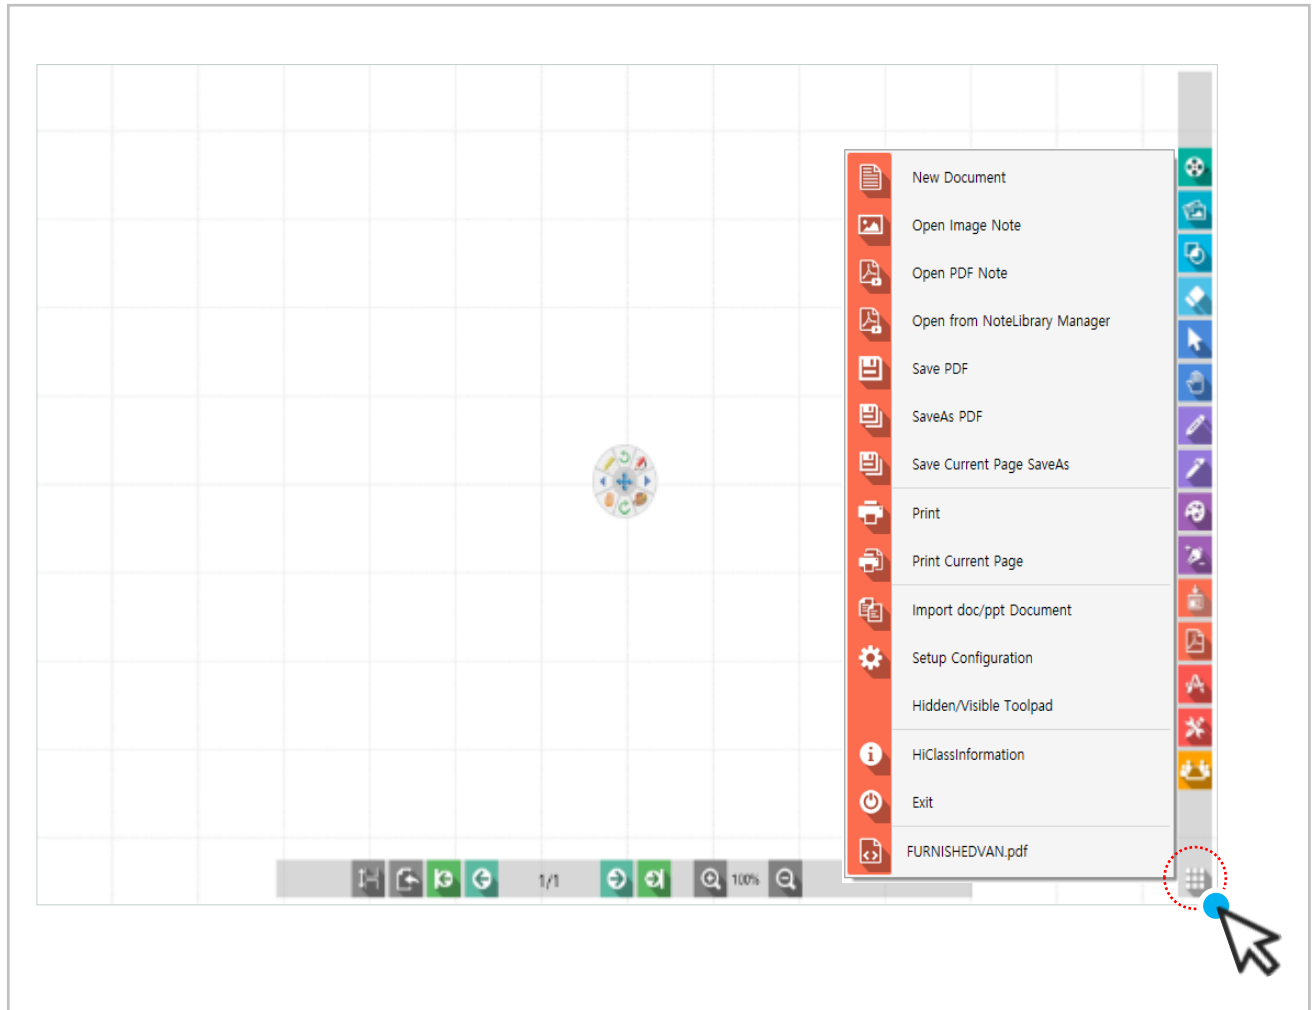 New Document
Open Image Note
Open PDF Note
Open from NoteLibrary Manager
Save PDF
SaveAs PDF
Save Current Page SaveAs
Print
Print Current Page
Import doc/ppt Document
Setup Configuration
Hidden/Visible Toolpad
HiClassInformation
Exit
FURNISHEDVAN.pdf
1/1
100%